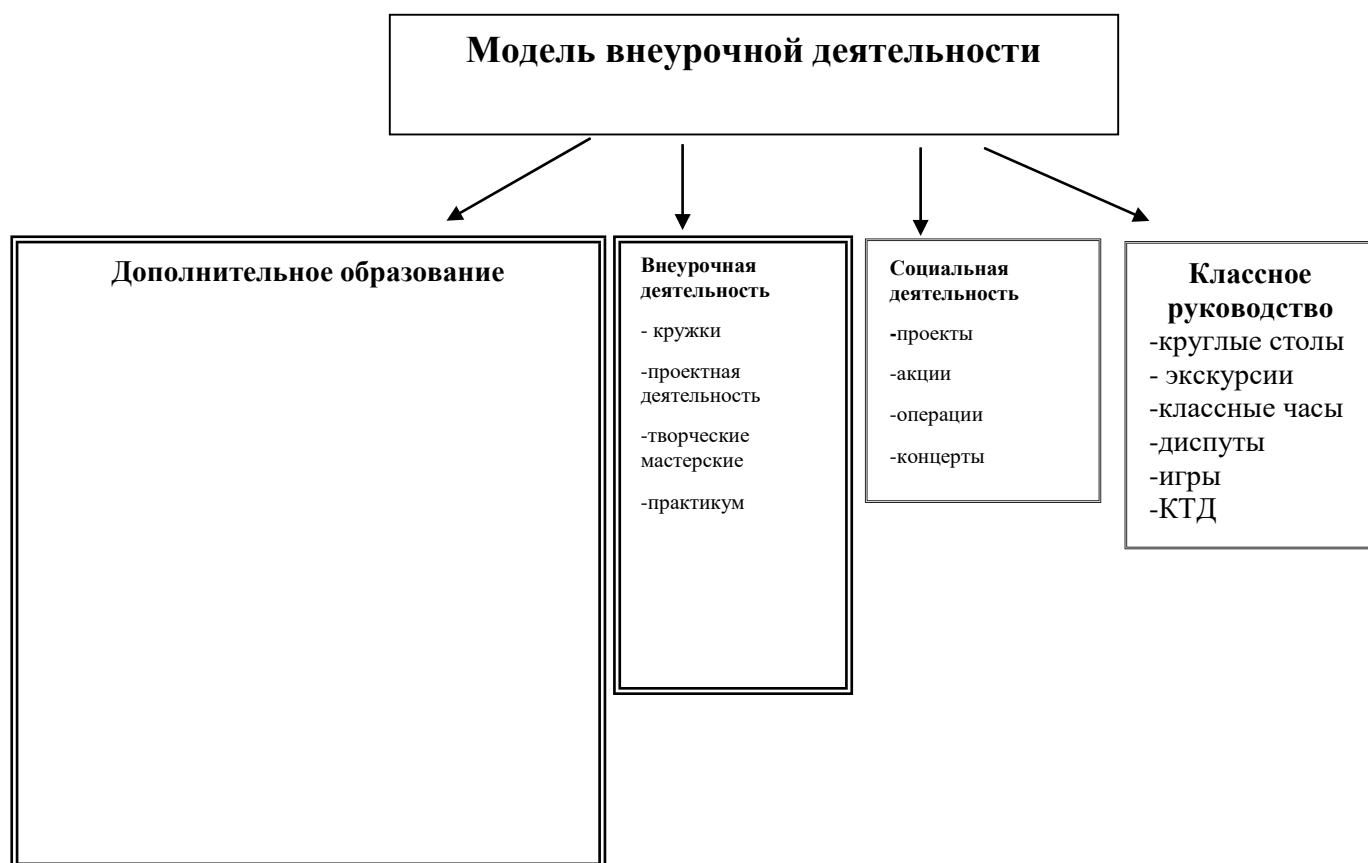 Модель внеурочной деятельности
Дополнительное образование
Внеурочная
деятельность
- кружки
-проектная
деятельность
-творческие
мастерские
-практикум
Социальная
деятельность
-проекты
-акции
-операции
-концерты
Классное
руководство
-круглые столы
- экскурсии
-классные часы
-диспуты
-игры
-КТД